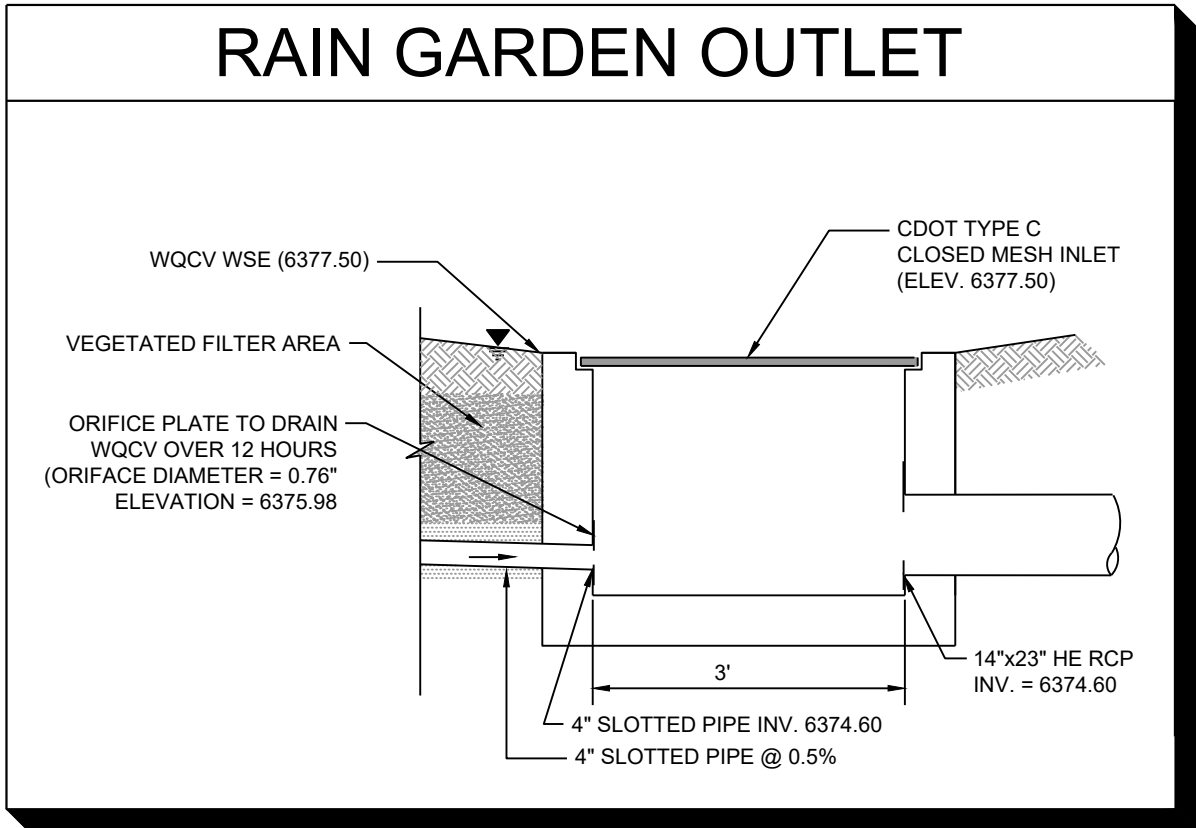 RAIN GARDEN OUTLET
WQCV WSE (6377.50)
CDOT TYPE C
CLOSED MESH INLET
(ELEV. 6377.50)
VEGETATED FILTER AREA
ORIFICE PLATE TO DRAIN
WQCV OVER 12 HOURS
(ORIFACE DIAMETER = 0.76"
ELEVATION = 6375.98
14"x23" HE RCP
INV. = 6374.60
3'
4" SLOTTED PIPE INV. 6374.60
4" SLOTTED PIPE @ 0.5%